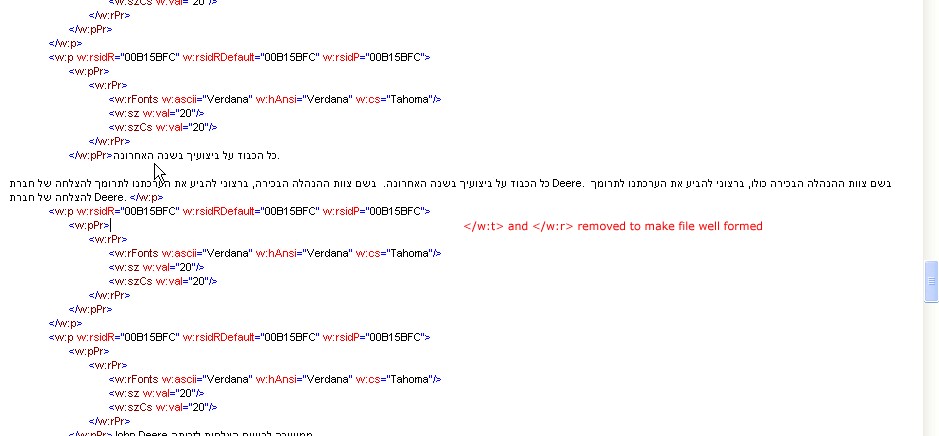 <w:szCs w:val="20"/>
</w:rPr>
</w:pPr>
</w:p>
<w:p w:rsidR="00B15BFC" w:rsidRDefault="00B15BFC" w:rsidP="00B15BFC">
<w:pPr>
<w:rPr>
<w:rFonts w:ascii="Verdana" w:hAnsi="Verdana" w:cs="Tahoma"/>
<w:sz w:val="20"/>
<w:szCs w:val="20"/>
</w:rPr>
</w:pPr>כל הכבוד על ביצועיך בשנה האחרונה.
בשם צוות ההנהלה הבכירה כולו, ברצוני להביע את הערכתנו לתרומך Deere. כל הכבוד על ביצועיך בשנה האחרונה. בשם צוות ההנהלה הבכירה, ברצוני להביע את הערכתנו לתרומך להצלחה של חברת
להצלחה של חברת Deere. </w:p>
<w:p w:rsidR="00B15BFC" w:rsidRDefault="00B15BFC" w:rsidP="00B15BFC">
<w:pPr>
</w:t> and </w:r> removed to make file well formed
<w:rPr>
<w:rFonts w:ascii="Verdana" w:hAnsi="Verdana" w:cs="Tahoma"/>
<w:sz w:val="20"/>
<w:szCs w:val="20"/>
</w:rPr>
</w:pPr>
</w:p>
<w:p w:rsidR="00B15BFC" w:rsidRDefault="00B15BFC" w:rsidP="00B15BFC">
<w:pPr>
<w:rPr>
<w:rFonts w:ascii="Verdana" w:hAnsi="Verdana" w:cs="Tahoma"/>
<w:sz w:val="20"/>
<w:szCs w:val="20"/>
</w:rPr>
</w:pPr>John Deere